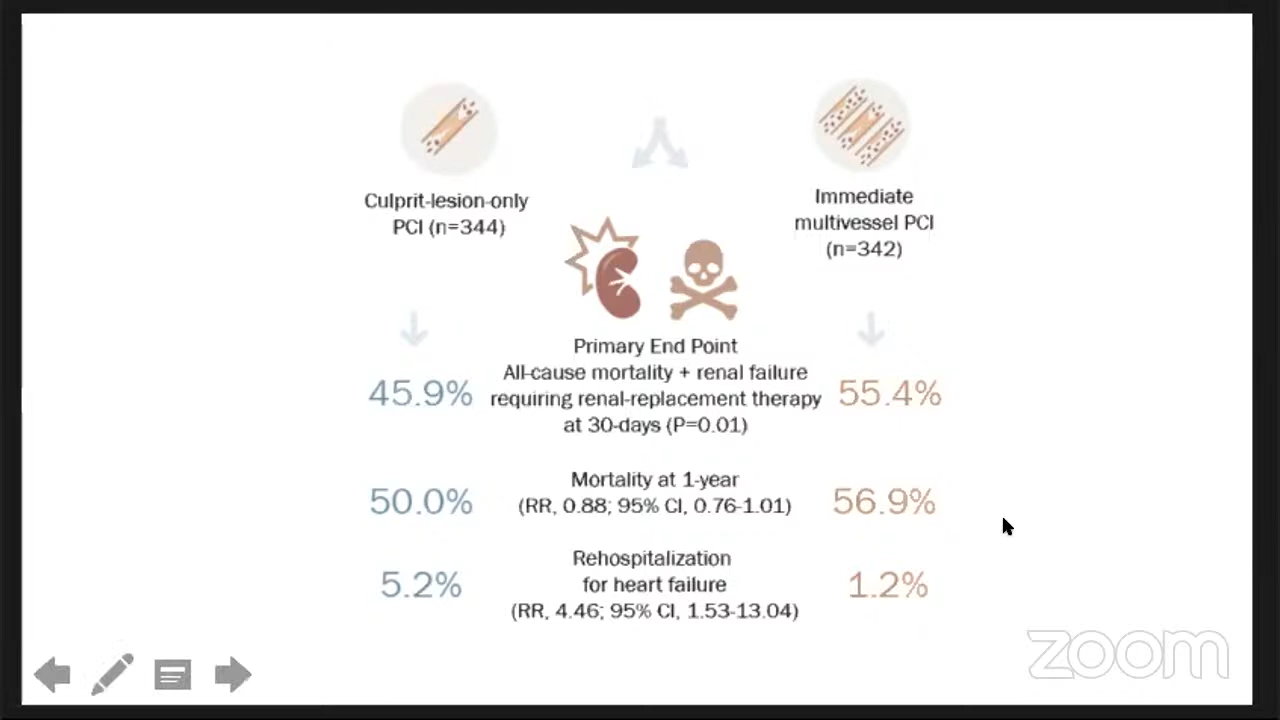 Culprit-lesion-only
PCI (n=344)
Immediate
multivessel PCI
(n=342)
Primary End Point
All-cause mortality + renal failure
45.9%
requiring renal-replacement therapy
55.4%
at 30-days (P=0.01)
Mortality at 1-year
50.0%
(RR, 0.88; 95% CI, 0.76-1.01)
56.9%
Rehospitalization
5.2%
for heart failure
1.2%
(RR, 4.46; 95% CI, 1.53-13.04)
zoom